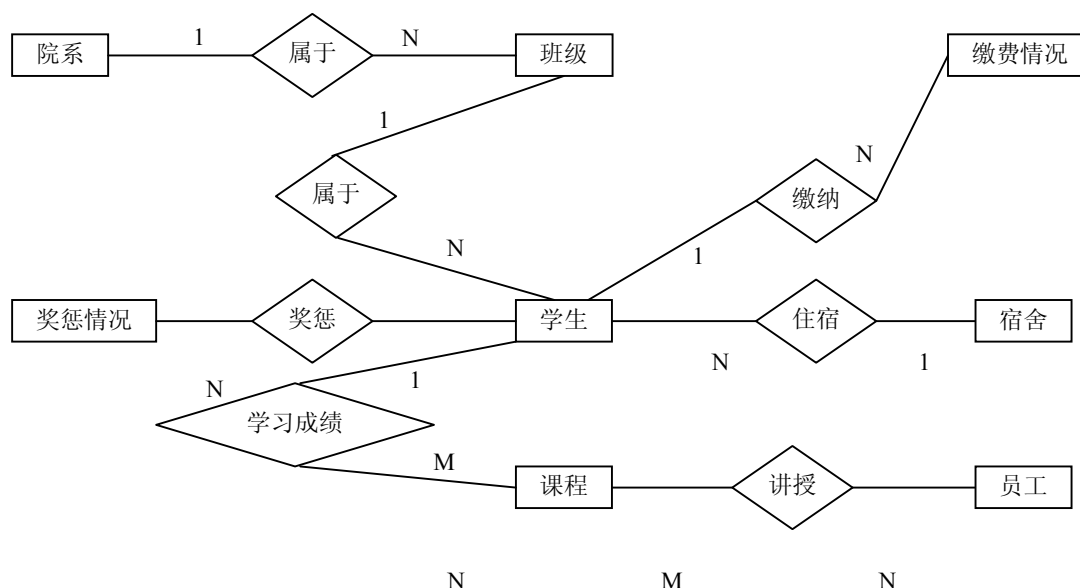 院系 1 属于 N 班级 缴费情况
1
属于 N 缴纳
N 1
奖惩情况 奖惩 学生 住宿 宿舍
N 1 N 1
学习成绩
M
课程 讲授 员工
N M N